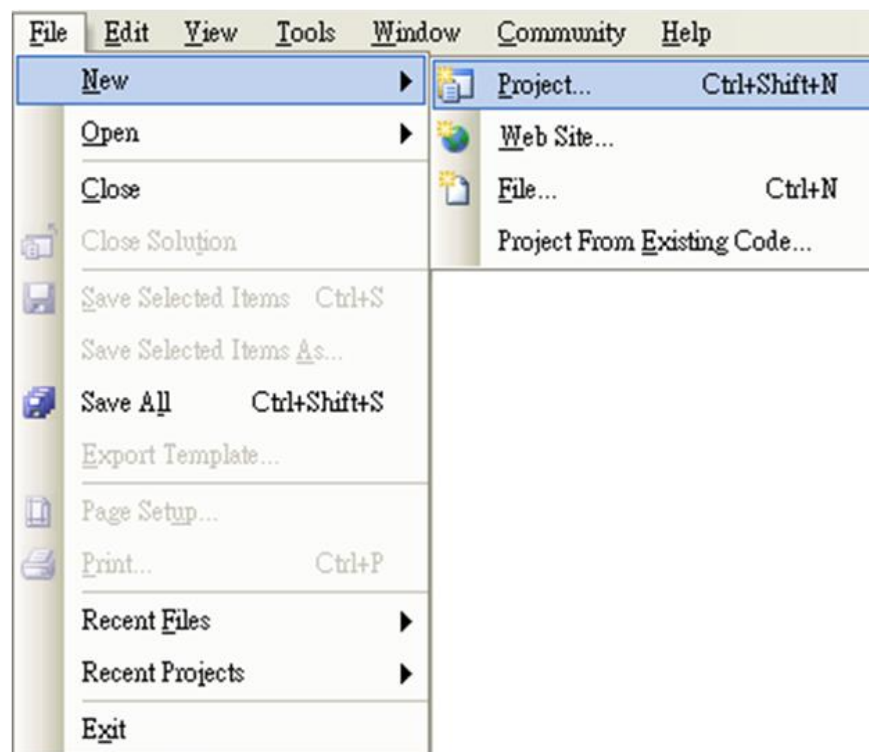 File Edit View Tools Window Community Help
New
Project... Ctrl+Shift+N
Open
Web Site...
Close
File... Ctrl+N
Close Solution
Project From Existing Code...
Save Selected Items Ctrl+S
Save Selected Items As...
Save All Ctrl+Shift+S
Export Template...
Page Setup...
Print... Ctrl+P
Recent Files
Recent Projects
Exit